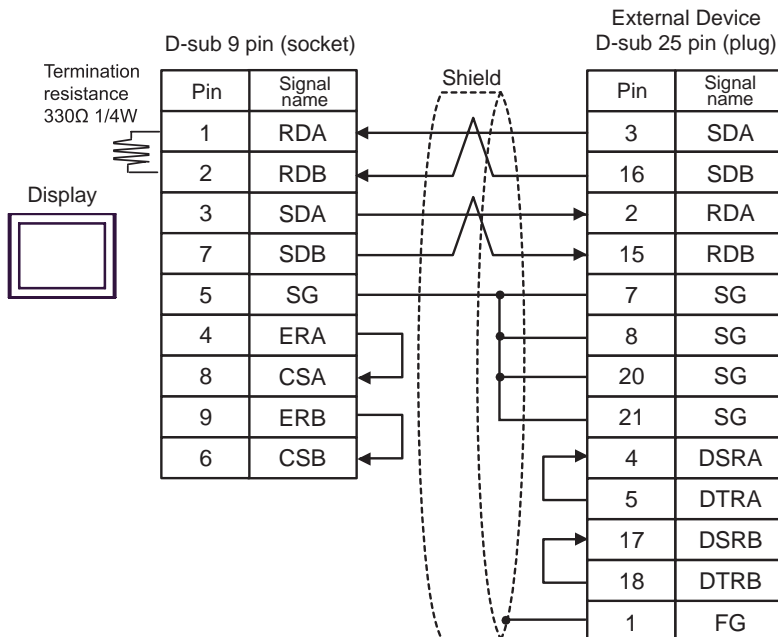 External Device
D-sub 9 pin (socket)
D-sub 25 pin (plug)
Termination
resistance
330Ω 1/4W
Shield
Display
Pin Signal name
1 RDA
2 RDB
3 SDA
7 SDB
5 SG
4 ERA
8 CSA
9 ERB
6 CSB
Pin Signal name
3 SDA
16 SDB
2 RDA
15 RDB
7 SG
8 SG
20 SG
21 SG
4 DSRA
5 DTRA
17 DSRB
18 DTRB
1 FG